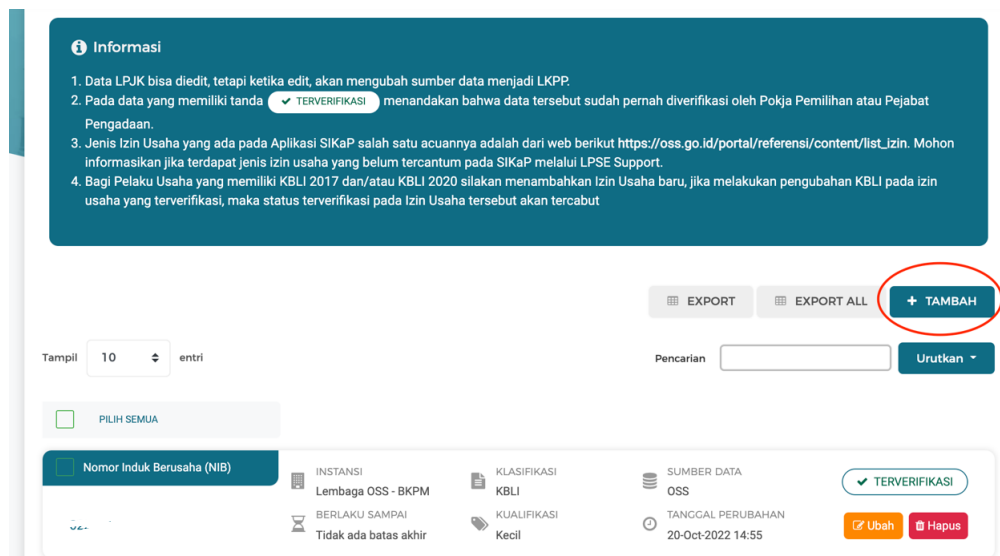 Informasi
1. Data LPJK bisa diedit, tetapi ketika edit, akan mengubah sumber data menjadi LKPP.
2. Pada data yang memiliki tanda TERVERIFIKASI menandakan bahwa data tersebut sudah pernah diverifikasi oleh Pokja Pemilihan atau Pejabat
Pengadaan.
3. Jenis Izin Usaha yang ada pada Aplikasi SIKaP salah satu acuannya adalah dari web berikut https://oss.go.id/portal/referensi/content/list_izin. Mohon
informasikan jika terdapat jenis izin usaha yang belum tercantum pada SIKaP melalui LPSE Support.
4. Bagi Pelaku Usaha yang memiliki KBLI 2017 dan/atau KBLI 2020 silakan menambahkan Izin Usaha baru, jika melakukan pengubahan KBLI pada izin
usaha yang terverifikasi, maka status terverifikasi pada Izin Usaha tersebut akan tercabut
EXPORT EXPORT ALL + TAMBAH
Tampil 10 entri Pencarian Urutkan
PILIH SEMUA
Nomor Induk Berusaha (NIB)
INSTANSI KLASIFIKASI SUMBER DATA
Lembaga OSS - BKPM KBLI OSS TERVERIFIKASI
BERLAKU SAMPAI KUALIFIKASI TANGGAL PERUBAHAN
Tidak ada batas akhir Kecil 20-Oct-2022 14:55 Ubah Hapus